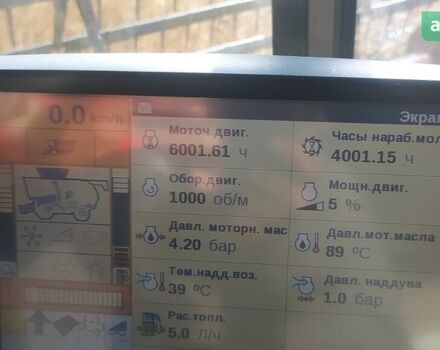 a
0.0 km/h
Экран
Моточ.двиг.
6001.61 ч
Часы нараб.мол
4001.15 ч
Обор.двиг.
1000 об/м
Мощн.двиг.
5 %
Давл. моторн. мас
4.20 бар
Давл.мот.масла
89 ºC
Тем.надд.воз.
39 ºC
Давл. наддува
1.0 бар
Рас.топл.
5.0 Л/ч